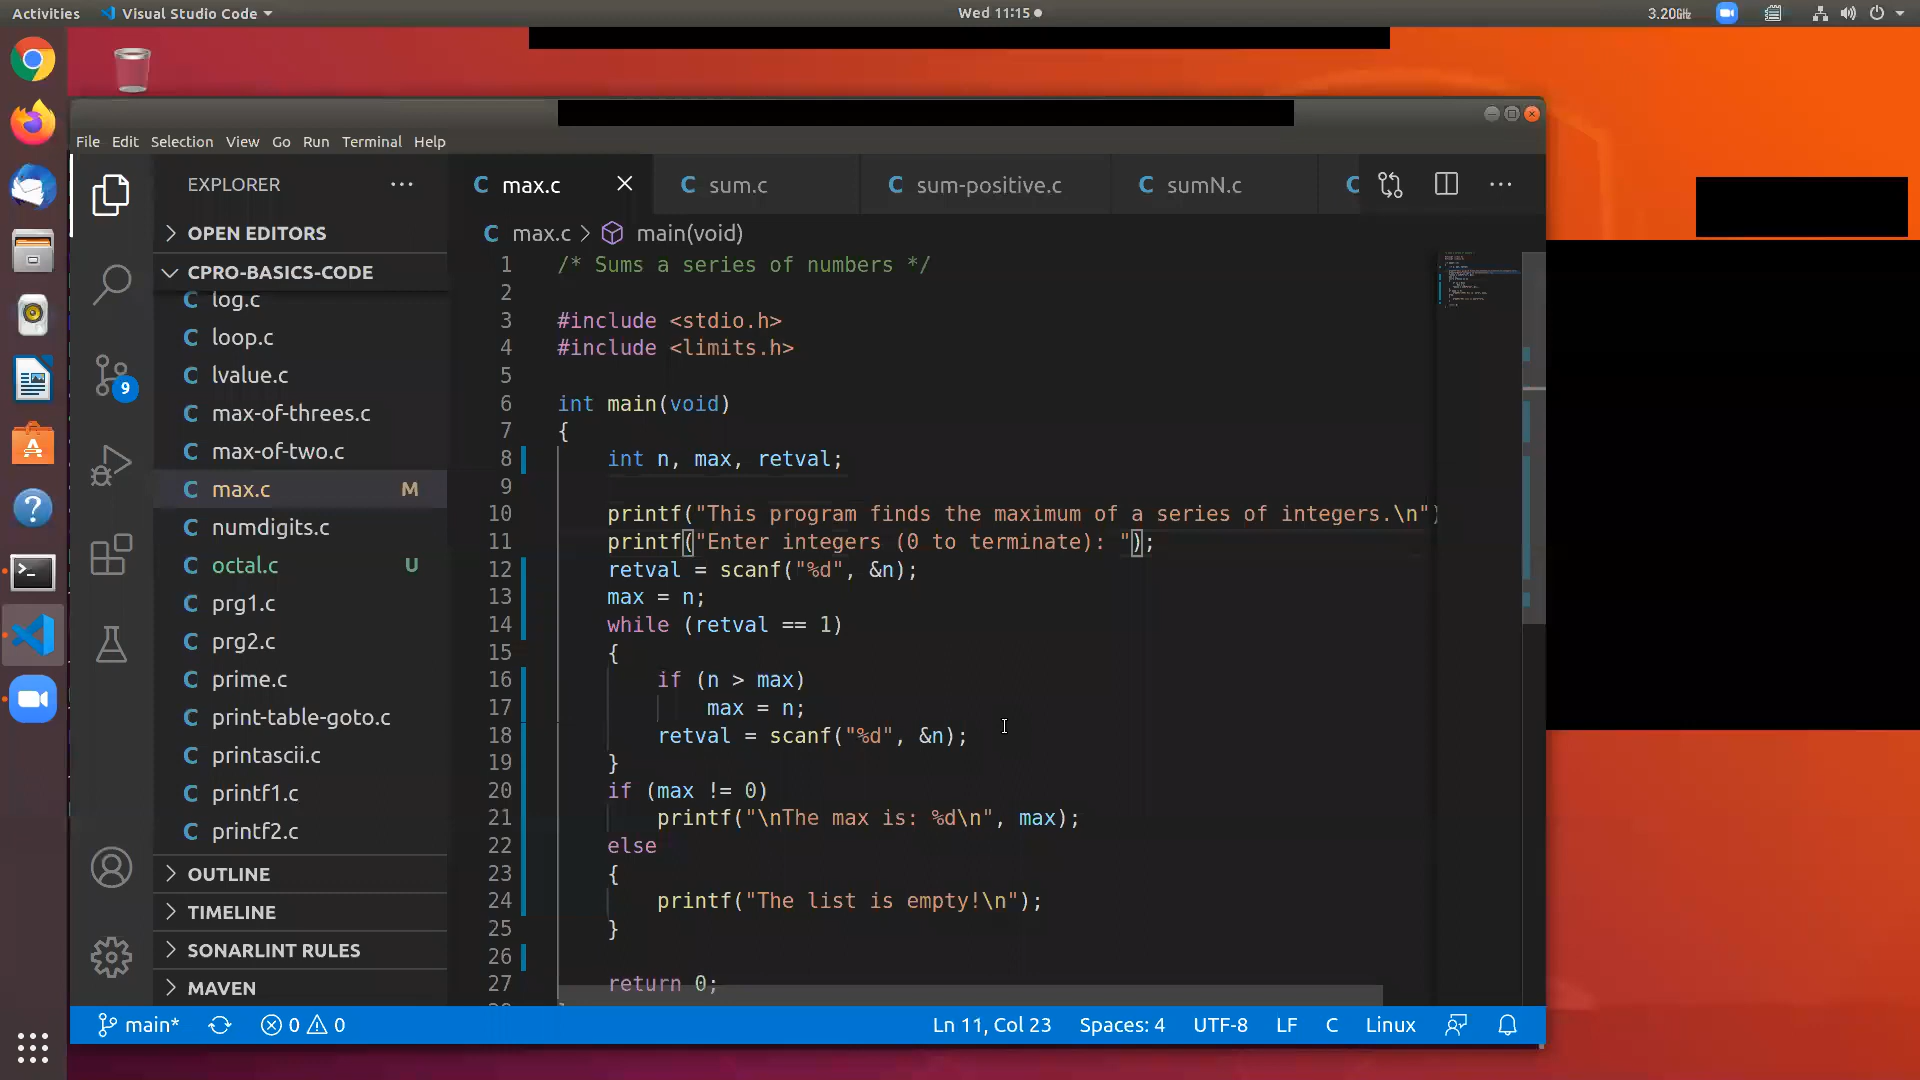 Activities
Visual Studio Code
Wed 11:15
3.20GHz
File Edit Selection View Go Run Terminal Help
EXPLORER
OPEN EDITORS
CPRO-BASICS-CODE
C log.c
C loop.c
C lvalue.c
C max-of-threes.c
C max-of-two.c
C max.c M
C numdigits.c
C octal.c U
C prg1.c
C prg2.c
C prime.c
C print-table-goto.c
C printascii.c
C printf1.c
C printf2.c
OUTLINE
TIMELINE
SONARLINT RULES
MAVEN
9
C max.c
C sum.c
C sum-positive.c
C sumN.c
C
C max.c > main(void)
1 /* Sums a series of numbers */
2
3 #include <stdio.h>
4 #include <limits.h>
5
6 int main(void)
7 {
8 int n, max, retval;
9
10 printf("This program finds the maximum of a series of integers.\n")
11 printf("Enter integers (0 to terminate): ");
12 retval = scanf("%d", &n);
13 max = n;
14 while (retval == 1)
15 {
16 if (n > max)
17 max = n;
18 retval = scanf("%d", &n);
19 }
20 if (max != 0)
21 printf("\nThe max is: %d\n", max);
22 else
23 {
24 printf("The list is empty!\n");
25 }
26
27 return 0;
main*
0 0
Ln 11, Col 23
Spaces: 4
UTF-8
LF
C
Linux